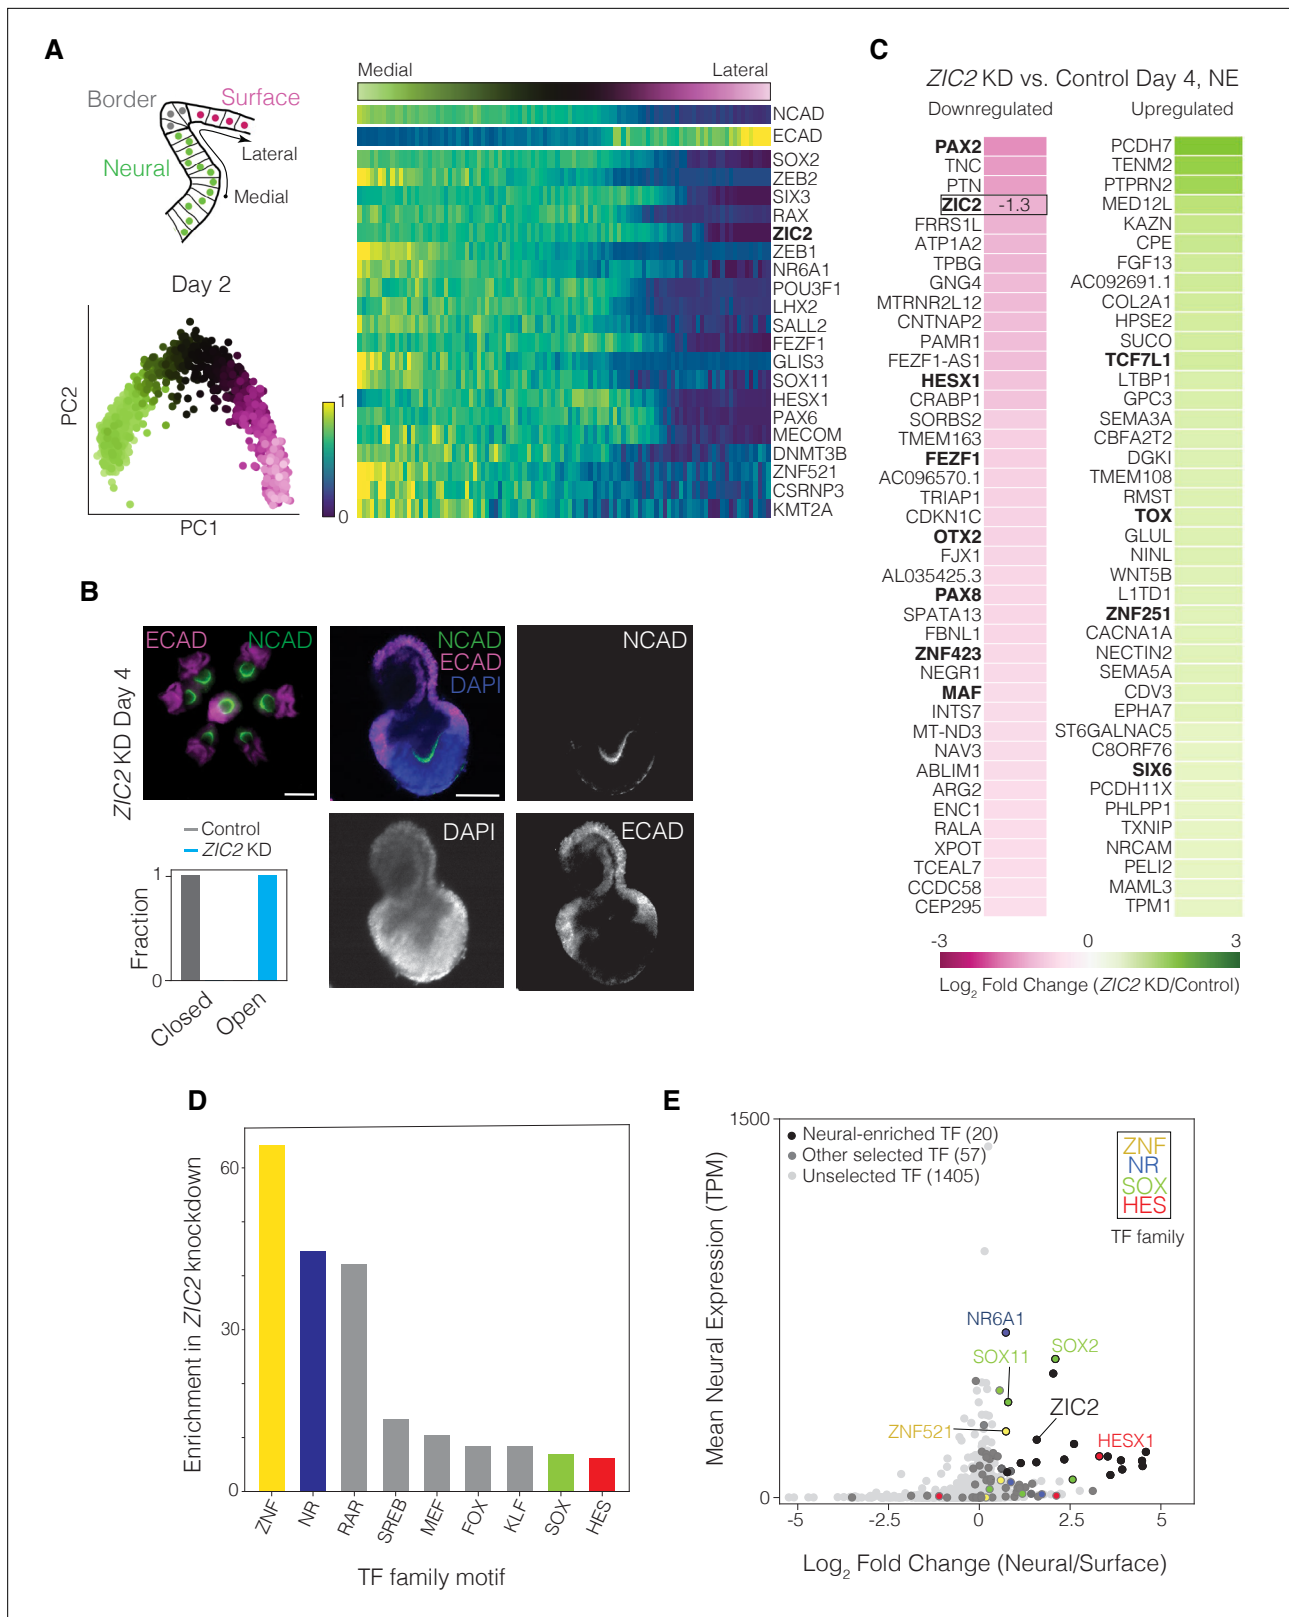 A
Border
Surface
Neural
Lateral
Medial
Day 2
PC2
PC1
Medial
Lateral
NCAD
ECAD
SOX2
ZEB2
SIX3
RAX
ZIC2
ZEB1
NR6A1
POU3F1
LHX2
SALL2
FEZF1
GLIS3
SOX11
HESX1
PAX6
MECOM
DNMT3B
ZNF521
CSRNP3
KMT2A
1
0
B
ZIC2 KD Day 4
ECAD
NCAD
NCAD
ECAD
DAPI
NCAD
DAPI
ECAD
Control
ZIC2 KD
Fraction
1
0
Closed
Open
C
ZIC2 KD vs. Control Day 4, NE
Downregulated
PAX2
TNC
PTN
ZIC2 -1.3
FRRS1L
ATP1A2
TPBG
GNG4
MTRNR2L12
CNTNAP2
PAMR1
FEZF1-AS1
HESX1
CRABP1
SORBS2
TMEM163
FEZF1
AC096570.1
TRIAP1
CDKN1C
OTX2
FJX1
AL035425.3
PAX8
SPATA13
FBNL1
ZNF423
NEGR1
MAF
INTS7
MT-ND3
NAV3
ABLIM1
ARG2
ENC1
RALA
XPOT
TCEAL7
CCDC58
CEP295
Upregulated
PCDH7
TENM2
PTPRN2
MED12L
KAZN
CPE
FGF13
AC092691.1
COL2A1
HPSE2
SUCO
TCF7L1
LTBP1
GPC3
SEMA3A
CBFA2T2
DGKI
TMEM108
RMST
TOX
GLUL
NINL
WNT5B
L1TD1
ZNF251
CACNA1A
NECTIN2
SEMA5A
CDV3
EPHA7
ST6GALNAC5
C8ORF76
SIX6
PCDH11X
PHLPP1
TXNIP
NRCAM
PELI2
MAML3
TPM1
-3 0 3
Log2 Fold Change (ZIC2 KD/Control)
D
Enrichment in ZIC2 knockdown
60
30
0
ZNF
NR
RAR
SREB
MEF
FOX
KLF
SOX
HES
TF family motif
E
Mean Neural Expression (TPM)
1500
0
Neural-enriched TF (20)
Other selected TF (57)
Unselected TF (1405)
ZNF
NR
SOX
HES
TF family
NR6A1
SOX11
SOX2
ZNF521
ZIC2
HESX1
-5 -2.5 0 2.5 5
Log2 Fold Change (Neural/Surface)